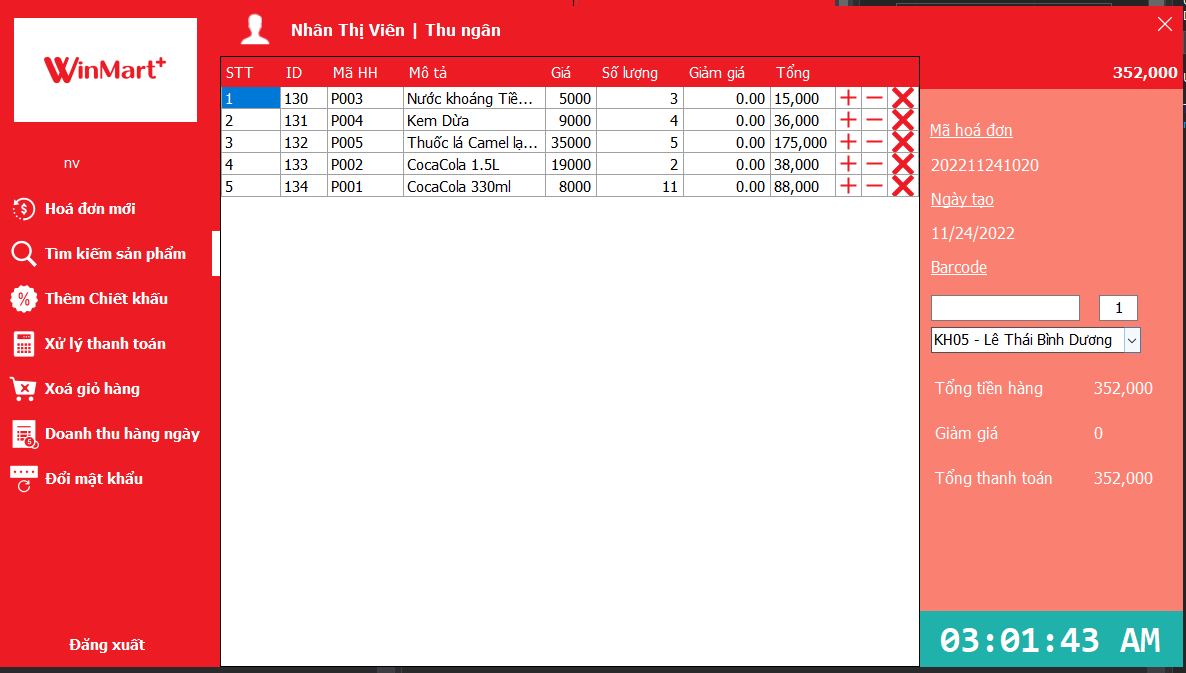 WinMart+
nv
Hoá đơn mới
Tìm kiếm sản phẩm
Thêm Chiết khấu
Xử lý thanh toán
Xoá giỏ hàng
Doanh thu hàng ngày
Đổi mật khẩu
Đăng xuất
Nhân Thị Viên | Thu ngân
STT ID Mã HH Mô tả Giá Số lượng Giảm giá Tổng
1 130 P003 Nước khoáng Tiề... 5000 3 0.00 15,000
2 131 P004 Kem Dừa 9000 4 0.00 36,000
3 132 P005 Thuốc lá Camel lạ... 35000 5 0.00 175,000
4 133 P002 CocaCola 1.5L 19000 2 0.00 38,000
5 134 P001 CocaCola 330ml 8000 11 0.00 88,000
352,000
Mã hoá đơn
202211241020
Ngày tạo
11/24/2022
Barcode
1
KH05 - Lê Thái Bình Dương
Tổng tiền hàng 352,000
Giảm giá 0
Tổng thanh toán 352,000
03:01:43 AM